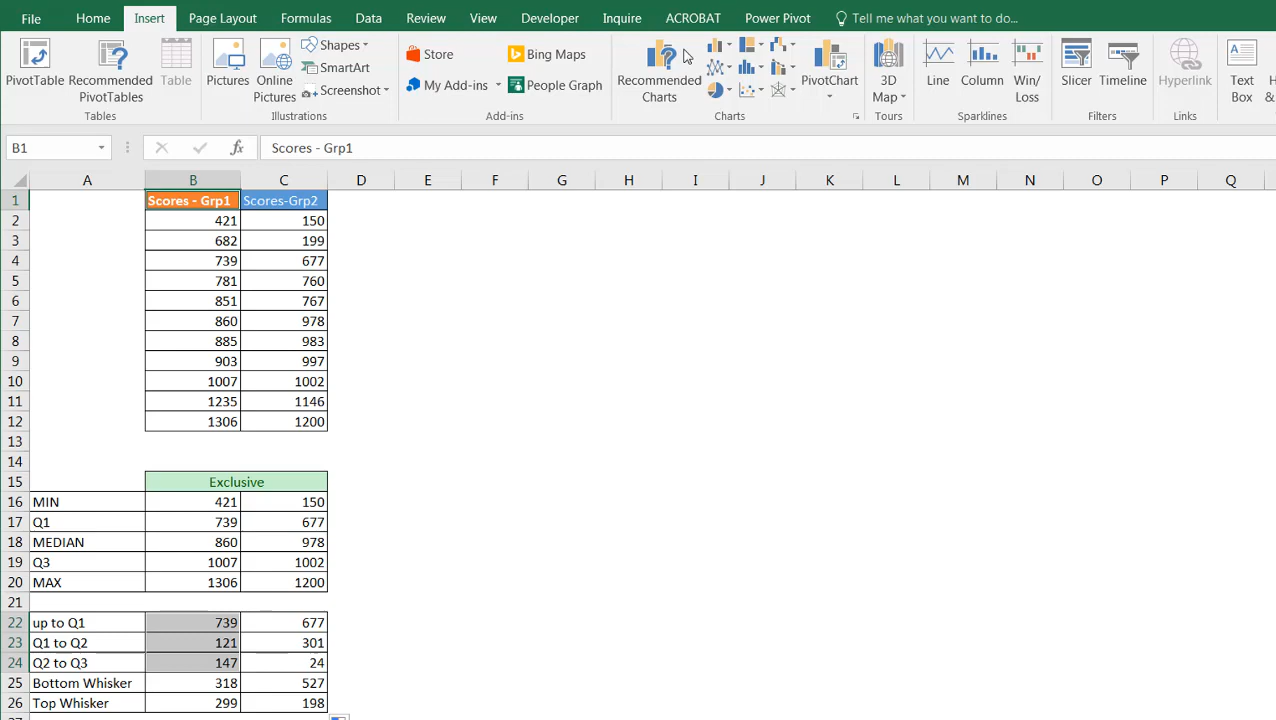 File Home Insert Page Layout Formulas Data Review View Developer Inquire ACROBAT Power Pivot Tell me what you want to do...
PivotTable Recommended PivotTables Table
Tables
Pictures Online Pictures Shapes SmartArt Screenshot
Illustrations
Store
My Add-ins
Bing Maps
People Graph
Add-ins
Recommended Charts
PivotChart
Charts
3D Map
Tours
Line Column Win/ Loss
Sparklines
Slicer Timeline
Filters
Hyperlink
Links
Text Box
B1 fx Scores - Grp1
A B C D E F G H I J K L M N O P Q
1 Scores - Grp1 Scores-Grp2
2 421 150
3 682 199
4 739 677
5 781 760
6 851 767
7 860 978
8 885 983
9 903 997
10 1007 1002
11 1235 1146
12 1306 1200
13
14
15 Exclusive
16 MIN 421 150
17 Q1 739 677
18 MEDIAN 860 978
19 Q3 1007 1002
20 MAX 1306 1200
21
22 up to Q1 739 677
23 Q1 to Q2 121 301
24 Q2 to Q3 147 24
25 Bottom Whisker 318 527
26 Top Whisker 299 198